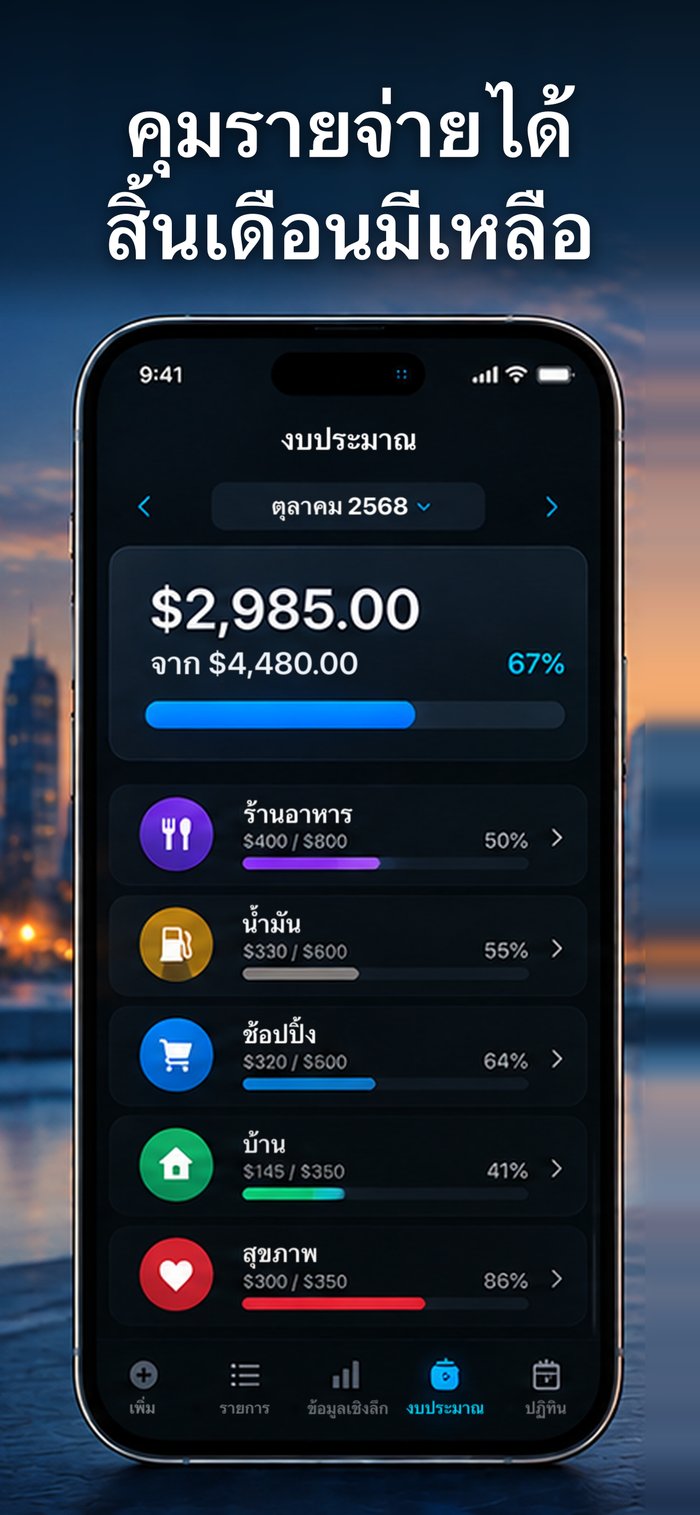 คุมรายจ่ายได้
สิ้นเดือนมีเหลือ
9:41
งบประมาณ
ตุลาคม 2568
$2,985.00
จาก $4,480.00
67%
ร้านอาหาร
$400 / $800
50%
น้ำมัน
$330 / $600
55%
ช้อปปิ้ง
$320 / $600
64%
บ้าน
$145 / $350
41%
สุขภาพ
$300 / $350
86%
เพิ่ม
รายการ
ข้อมูลเชิงลึก
งบประมาณ
ปฏิทิน